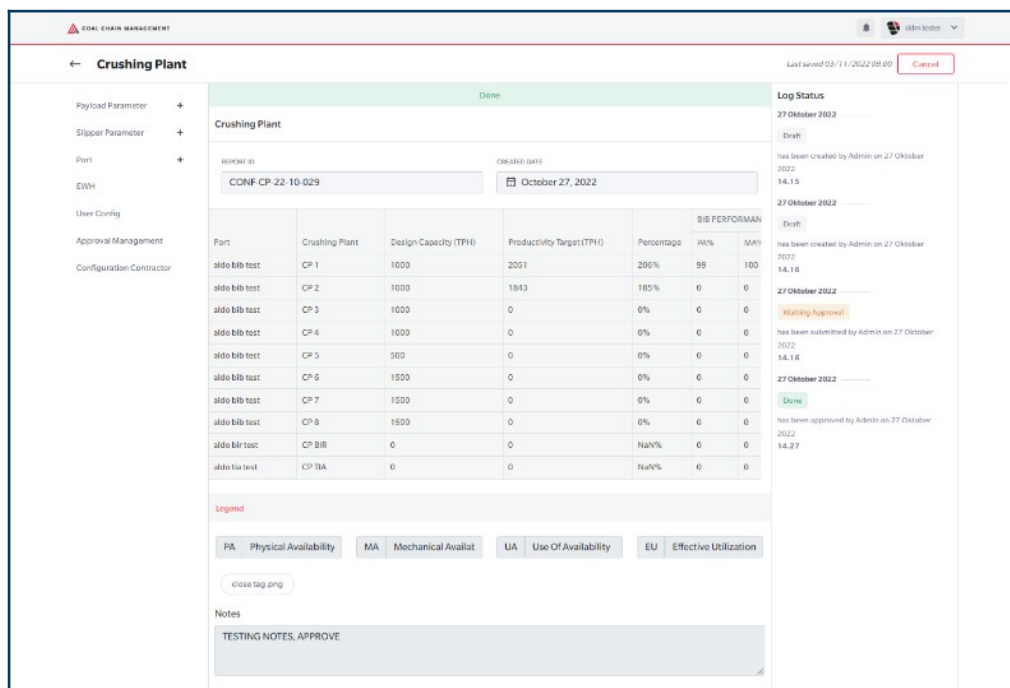 COAL CHAIN MANAGEMENT
ddm tester
← Crushing Plant
Last saved 03/11/2022 09.00
Cancel
Payload Parameter +
Slipper Parameter +
Port +
EWH
User Config
Approval Management
Configuration Contractor
Done
Crushing Plant
REPORT ID
CREATED DATE
CONF-CP-22-10-029
October 27, 2022
BIB PERFORMAN
Port Crushing Plant Design Capacity (TPH) Productivity Target (TPH) Percentage PA% MA%
aldo bib test CP 1 1000 2051 206% 99 100
aldo bib test CP 2 1000 1843 185% 0 0
aldo bib test CP 3 1000 0 0% 0 0
aldo bib test CP 4 1000 0 0% 0 0
aldo bib test CP 5 500 0 0% 0 0
aldo bib test CP 6 1500 0 0% 0 0
aldo bib test CP 7 1500 0 0% 0 0
aldo bib test CP 8 1500 0 0% 0 0
aldo bir test CP BIR 0 0 NaN% 0 0
aldo tia test CP TIA 0 0 NaN% 0 0
Legend
PA Physical Availability MA Mechanical Availat UA Use Of Availability EU Effective Utilization
close tag.png
Notes
TESTING NOTES, APPROVE
Log Status
27 Oktober 2022
Draft
has been created by Admin on 27 Oktober
2022
14.15
27 Oktober 2022
Draft
has been created by Admin on 27 Oktober
2022
14.16
27 Oktober 2022
Waiting Approval
has been submitted by Admin on 27 Oktober
2022
14.16
27 Oktober 2022
Done
has been approved by Admin on 27 Oktober
2022
14.27